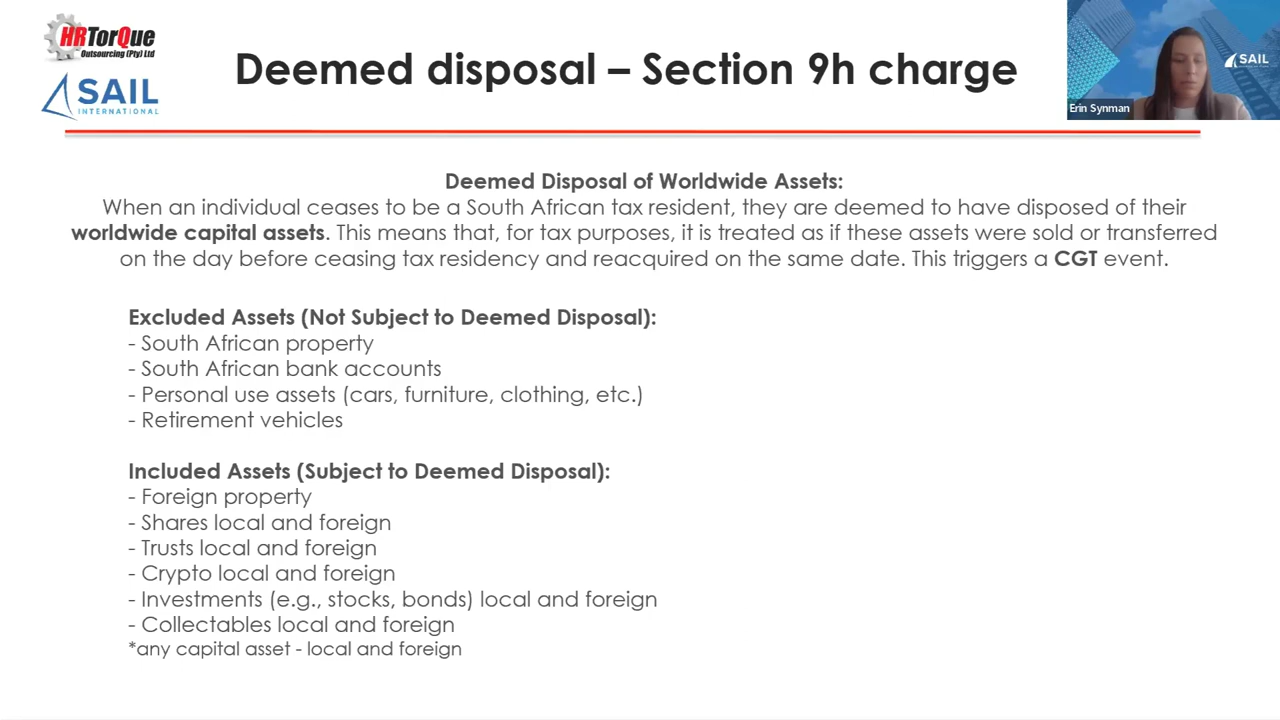 HRTorQue
Outsourcing (Pty) Ltd
SAIL
INTERNATIONAL
Deemed disposal – Section 9h charge
SAIL
Erin Synman
Deemed Disposal of Worldwide Assets:
When an individual ceases to be a South African tax resident, they are deemed to have disposed of their
worldwide capital assets. This means that, for tax purposes, it is treated as if these assets were sold or transferred
on the day before ceasing tax residency and reacquired on the same date. This triggers a CGT event.
Excluded Assets (Not Subject to Deemed Disposal):
- South African property
- South African bank accounts
- Personal use assets (cars, furniture, clothing, etc.)
- Retirement vehicles
Included Assets (Subject to Deemed Disposal):
- Foreign property
- Shares local and foreign
- Trusts local and foreign
- Crypto local and foreign
- Investments (e.g., stocks, bonds) local and foreign
- Collectables local and foreign
*any capital asset - local and foreign